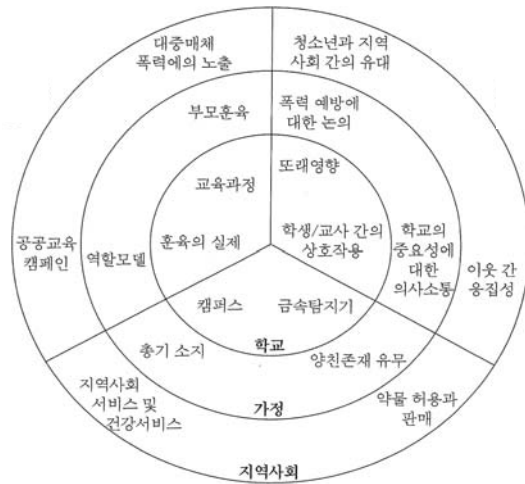 대중매체
폭력에의 노출
청소년과 지역
사회 간의 유대
부모훈육
폭력 예방에
대한 논의
교육과정
또래영향
공공교육
캠페인
역할모델
훈육의 실제
학생/교사 간의
상호작용
학교의
중요성에
대한
의사소통
이웃 간
응집성
캠퍼스
금속탐지기
학교
총기 소지
양친존재 유무
가정
지역사회
서비스 및
건강서비스
약물 허용과
판매
지역사회